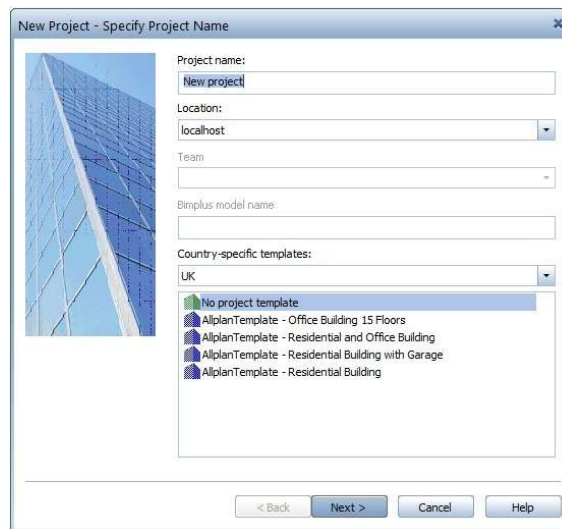 New Project - Specify Project Name
Project name:
New project
Location:
localhost
Team
Bimplus model name
Country-specific templates:
UK
No project template
AllplanTemplate - Office Building 15 Floors
AllplanTemplate - Residential and Office Building
AllplanTemplate - Residential Building with Garage
AllplanTemplate - Residential Building
< Back Next > Cancel Help